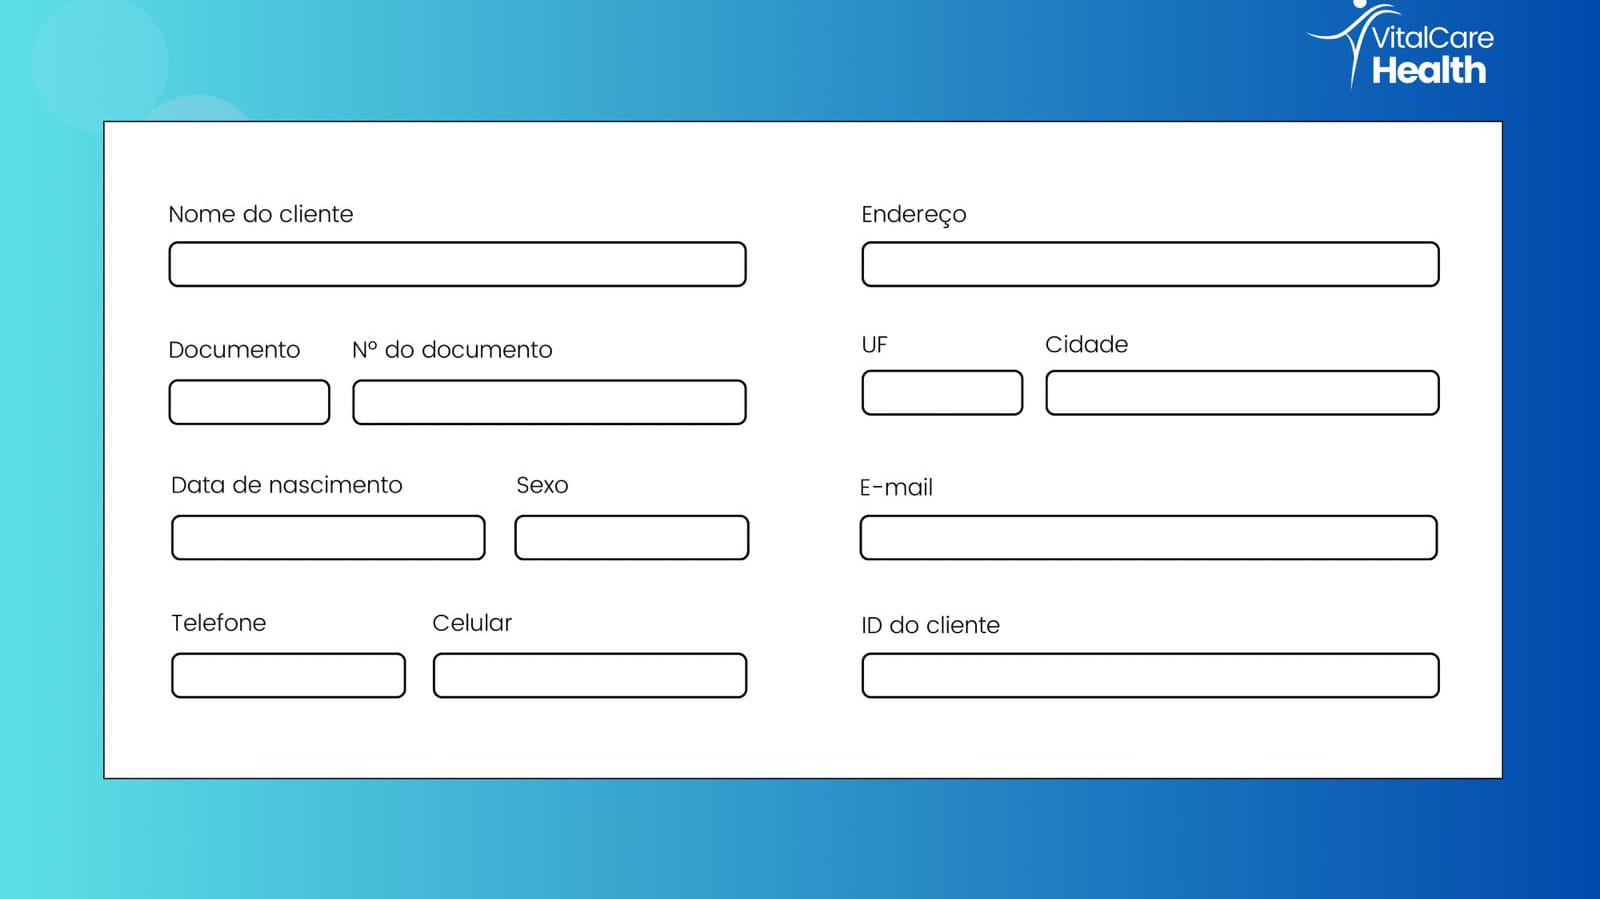 VitalCare
Health
Nome do cliente
Endereço
Documento
Nº do documento
UF
Cidade
Data de nascimento
Sexo
E-mail
Telefone
Celular
ID do cliente